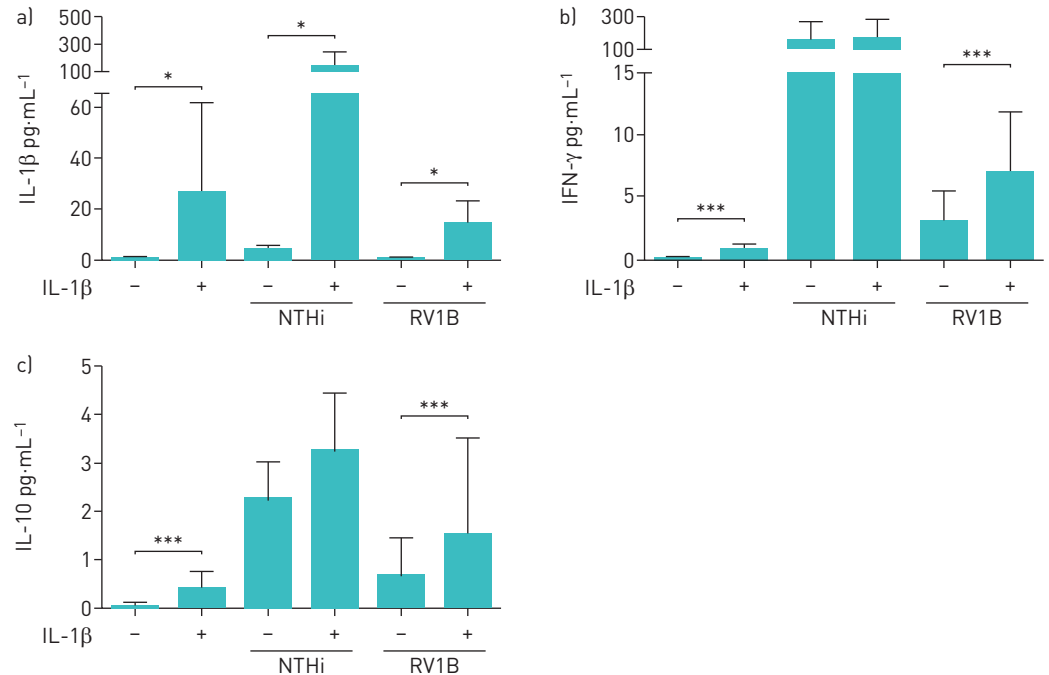 a)
500
300
100
60
40
20
0
IL-1β pg·mL⁻¹
*
*
*
IL-1β
− + − + − +
NTHi RV1B
b)
300
100
15
10
5
0
IFN-γ pg·mL⁻¹
***
***
IL-1β
− + − + − +
NTHi RV1B
c)
5
4
3
2
1
0
IL-10 pg·mL⁻¹
***
***
IL-1β
− + − + − +
NTHi RV1B